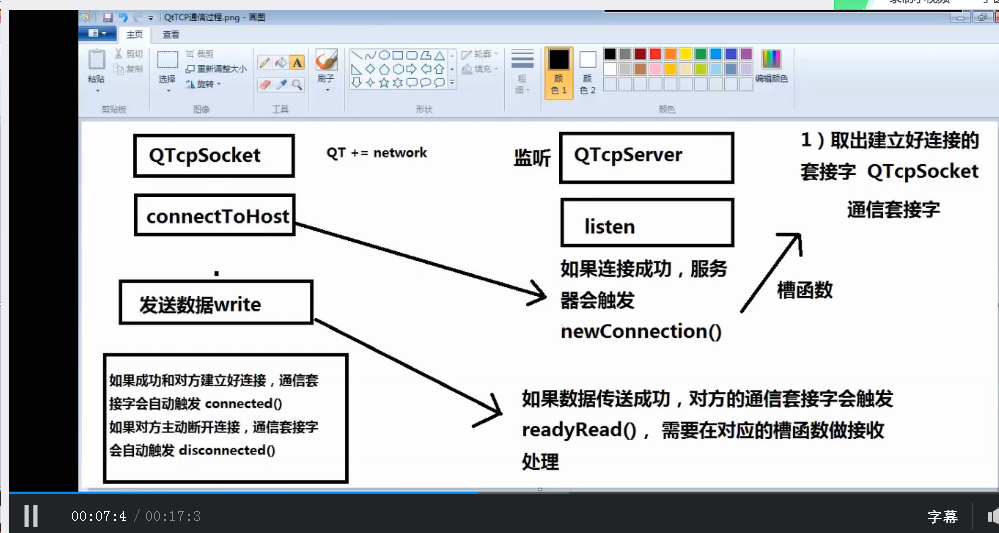 QtTCP通信过程.png - 画图
主页 查看
粘贴
剪切
复制
剪贴板
选择
裁剪
重新调整大小
旋转
图像
A
工具
刷子
轮廓
填充
形状
粗细
颜色 1
颜色 2
编辑颜色
颜色
QTcpSocket
QT += network
监听
QTcpServer
1）取出建立好连接的
套接字 QTcpSocket
通信套接字
connectToHost
listen
如果连接成功，服务
器会触发
newConnection()
槽函数
发送数据write
如果成功和对方建立好连接，通信套
接字会自动触发 connected()
如果对方主动断开连接，通信套接字
会自动触发 disconnected()
如果数据传送成功，对方的通信套接字会触发
readyRead()， 需要在对应的槽函数做接收
处理
00:07:4 / 00:17:3
字幕